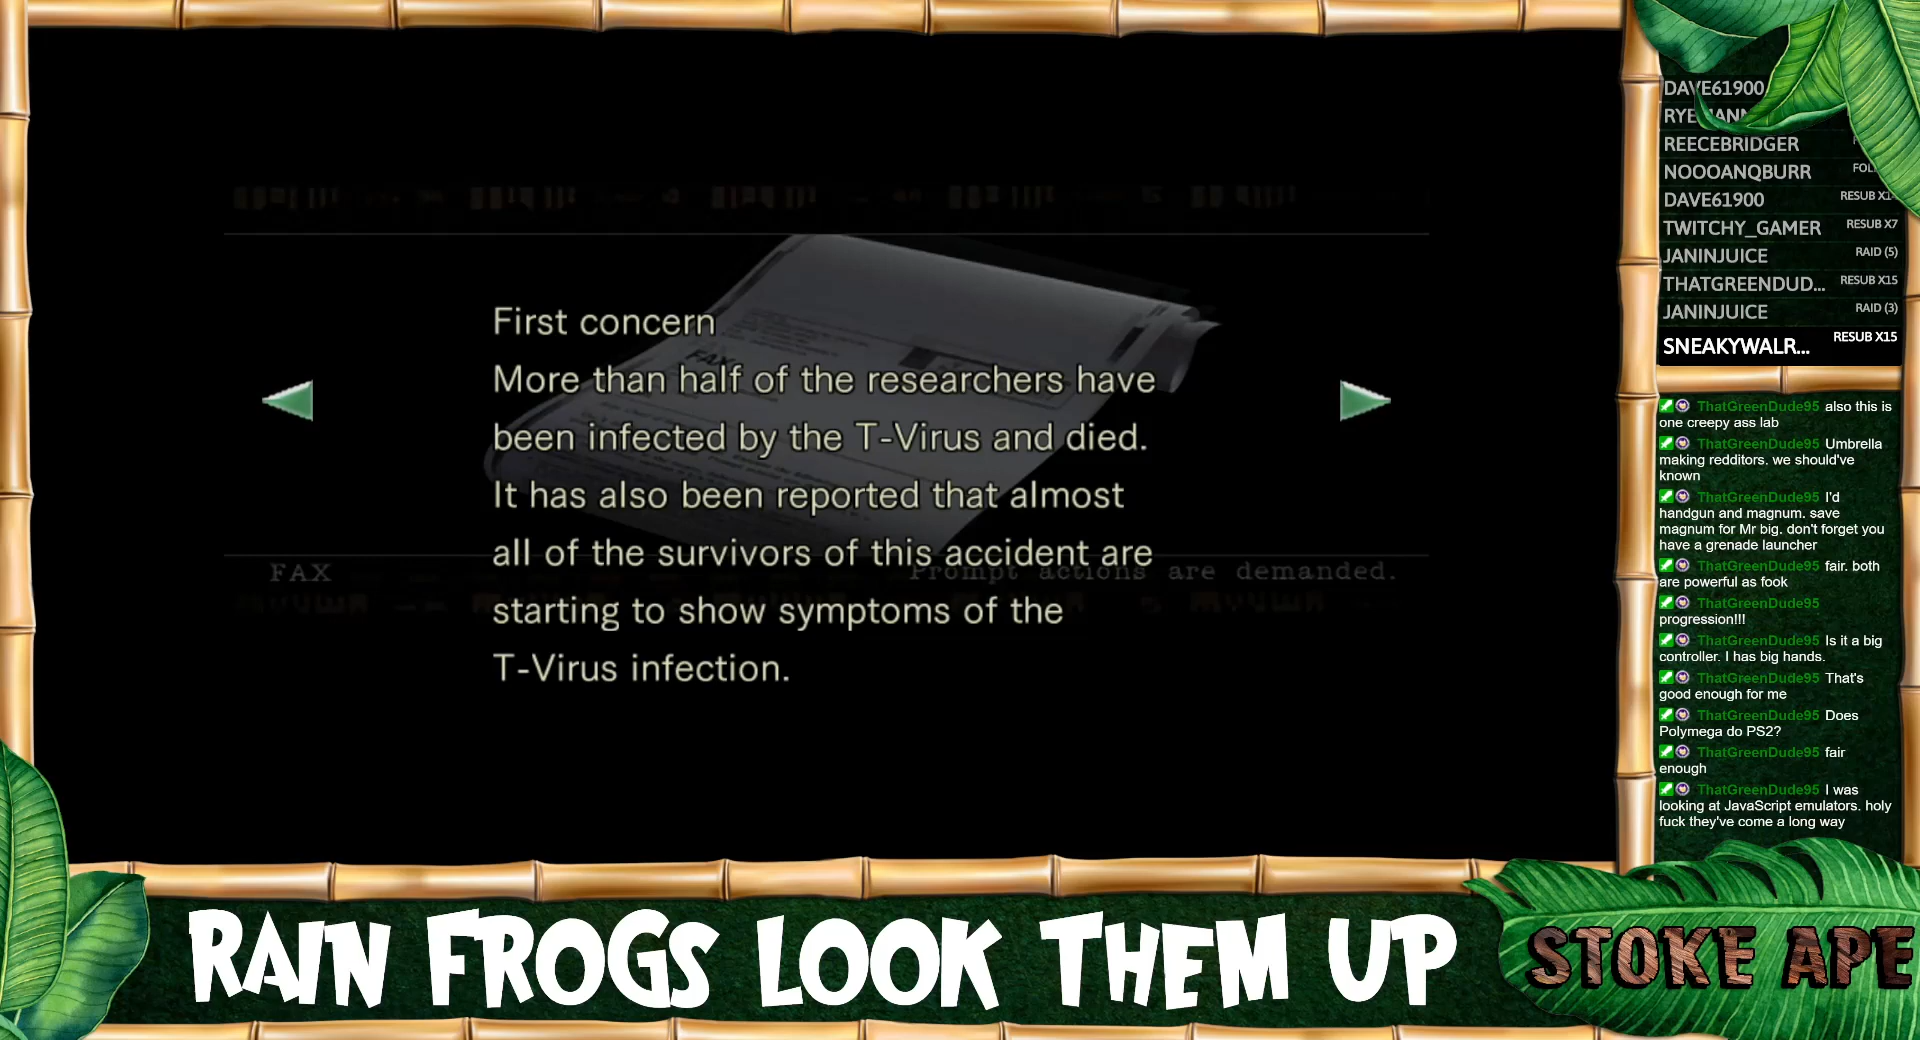 First concern
More than half of the researchers have
been infected by the T-Virus and died.
It has also been reported that almost
all of the survivors of this accident are
starting to show symptoms of the
T-Virus infection.
FAX
FAX
Prompt actions are demanded.
DAVE61900
REECEBRIDGER
NOOOANQBURR
DAVE61900 RESUB X14
TWITCHY_GAMER RESUB X7
JANINJUICE RAID (5)
THATGREENDUD... RESUB X15
JANINJUICE RAID (3)
SNEAKYWALR... RESUB X15
ThatGreenDude95 also this is
one creepy ass lab
ThatGreenDude95 Umbrella
making redditors. we should've
known
ThatGreenDude95 I'd
handgun and magnum. save
magnum for Mr big. don't forget you
have a grenade launcher
ThatGreenDude95 fair. both
are powerful as fook
ThatGreenDude95
progression!!!
ThatGreenDude95 Is it a big
controller. I has big hands.
ThatGreenDude95 That's
good enough for me
ThatGreenDude95 Does
Polymega do PS2?
ThatGreenDude95 fair
enough
ThatGreenDude95 I was
looking at JavaScript emulators. holy
fuck they've come a long way
RAIN FROGS LOOK THEM UP
STOKE APE